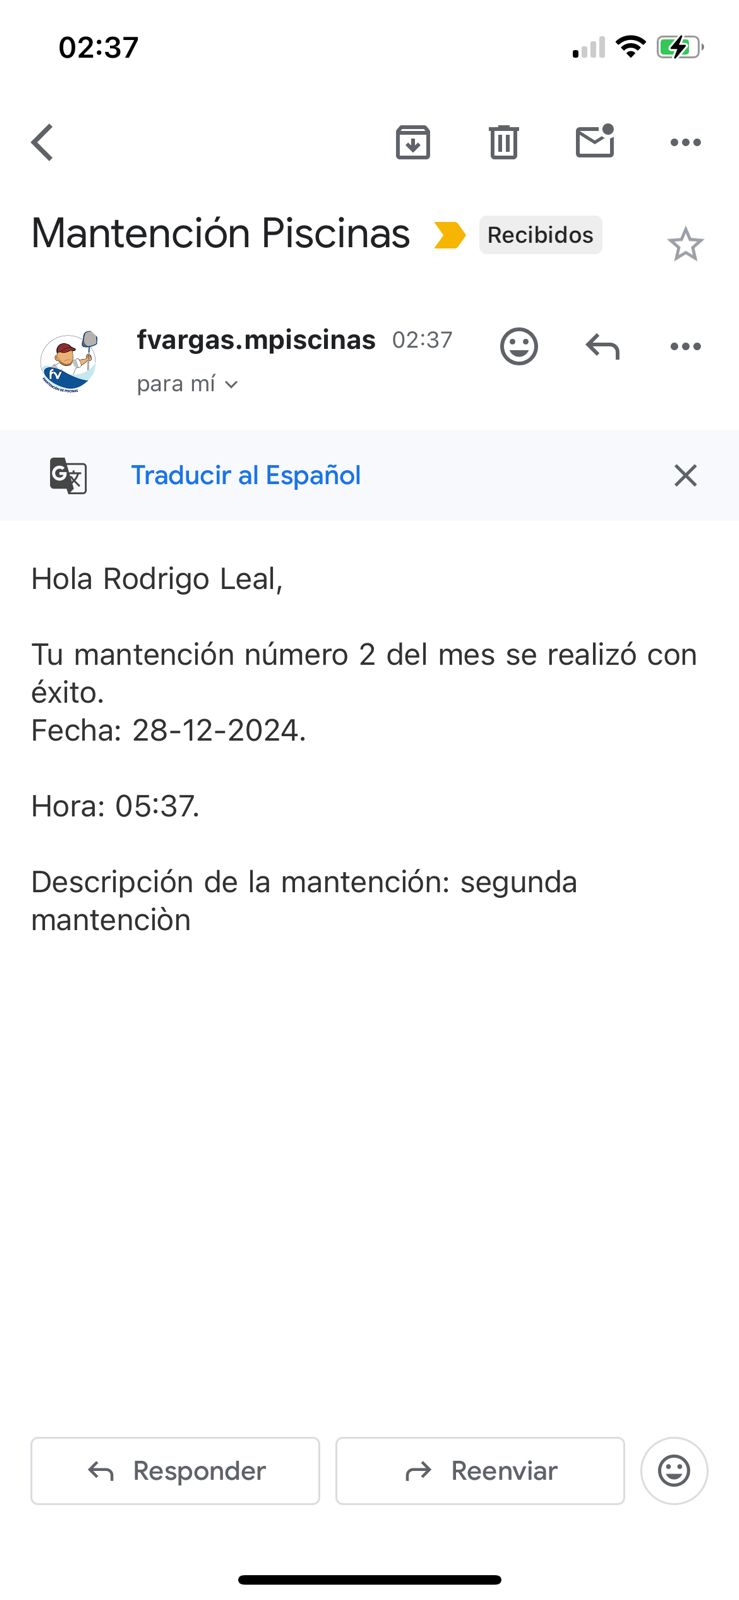 02:37
Mantención Piscinas
Recibidos
fvargas.mpiscinas 02:37
para mí
Traducir al Español
Hola Rodrigo Leal,
Tu mantención número 2 del mes se realizó con
éxito.
Fecha: 28-12-2024.
Hora: 05:37.
Descripción de la mantención: segunda
mantenciòn
Responder
Reenviar